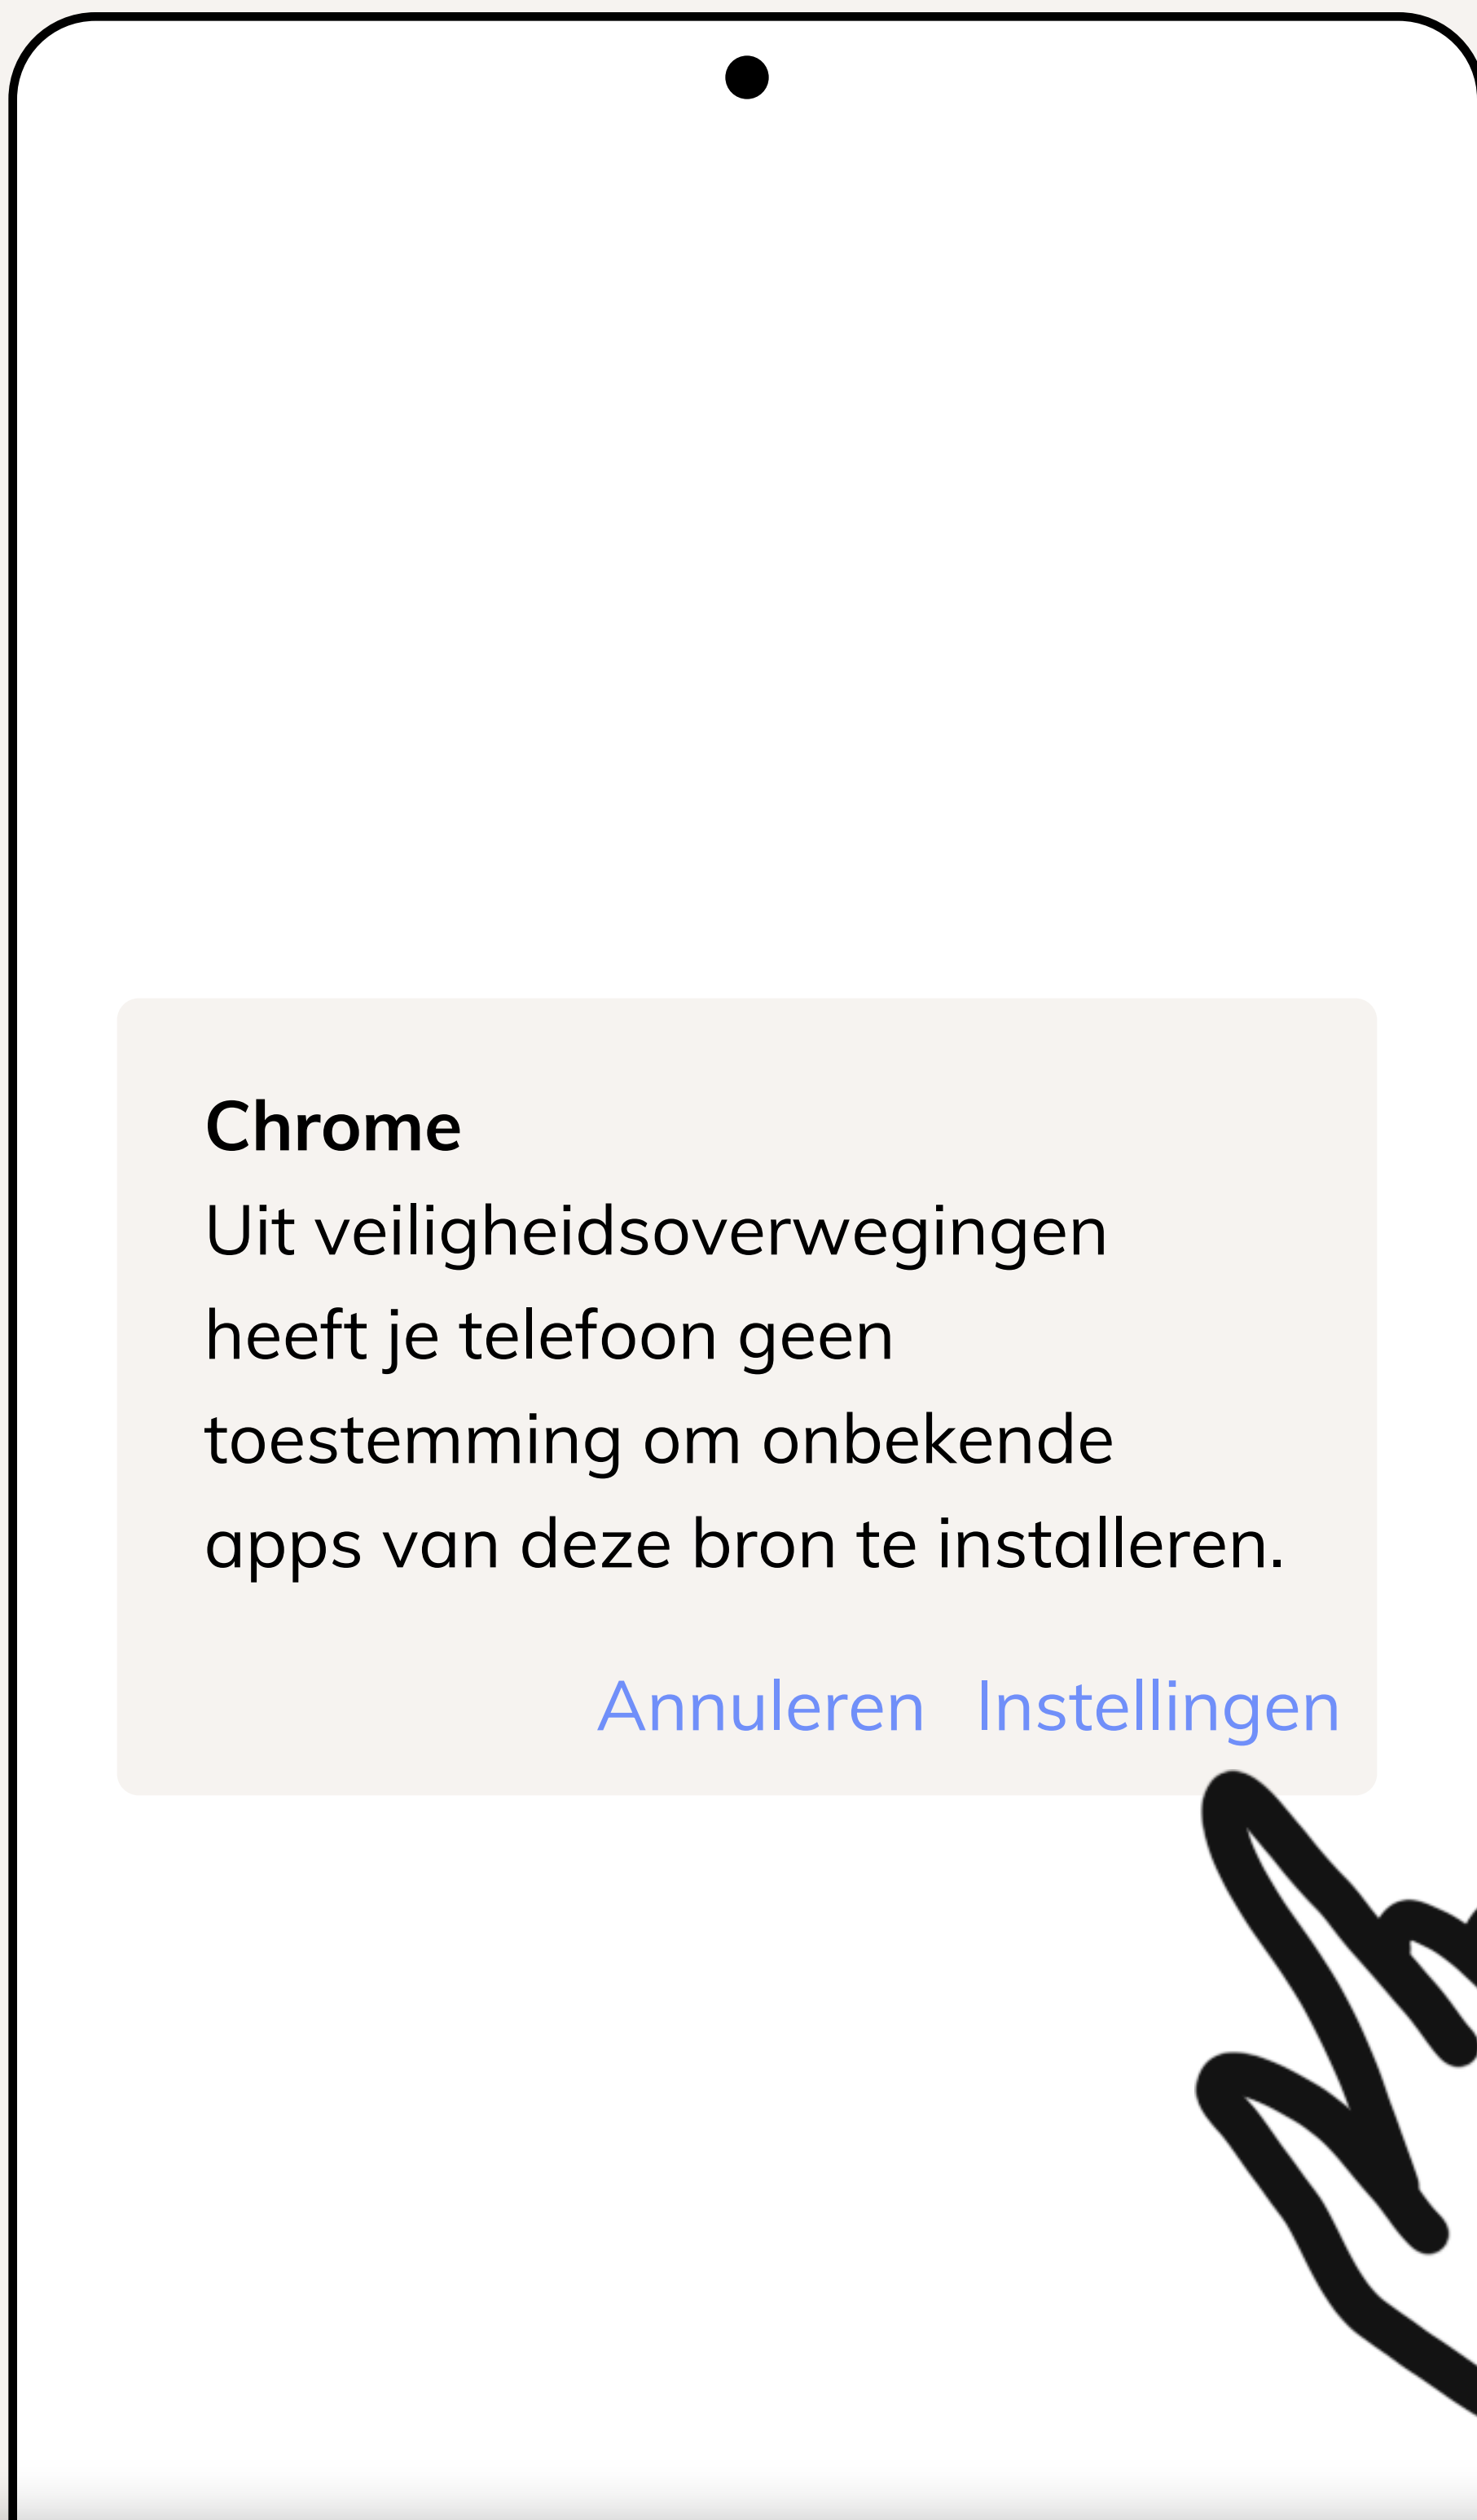 Chrome
Uit veiligheidsoverwegingen
heeft je telefoon geen
toestemming om onbekende
apps van deze bron te installeren.
Annuleren Instellingen